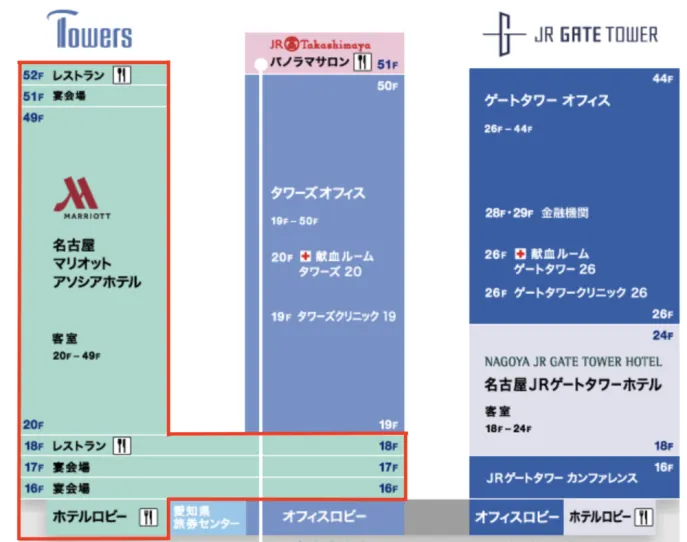 Towers
52F レストラン
51F 宴会場
49F
MARRIOTT
名古屋
マリオット
アソシアホテル
客室
20F－49F
20F
18F レストラン 18F
17F 宴会場 17F
16F 宴会場 16F
ホテルロビー
愛知県
旅券センター
JR Takashimaya
パノラマサロン 51F
50F
タワーズオフィス
19F－50F
20F 献血ルーム
タワーズ 20
19F タワーズクリニック 19
19F
オフィスロビー
JR GATE TOWER
44F
ゲートタワー オフィス
26F－44F
28F・29F 金融機関
26F 献血ルーム
ゲートタワー 26
26F ゲートタワークリニック 26
26F
24F
NAGOYA JR GATE TOWER HOTEL
名古屋JRゲートタワーホテル
客室
18F－24F
18F
16F
JRゲートタワー カンファレンス
オフィスロビー
ホテルロビー